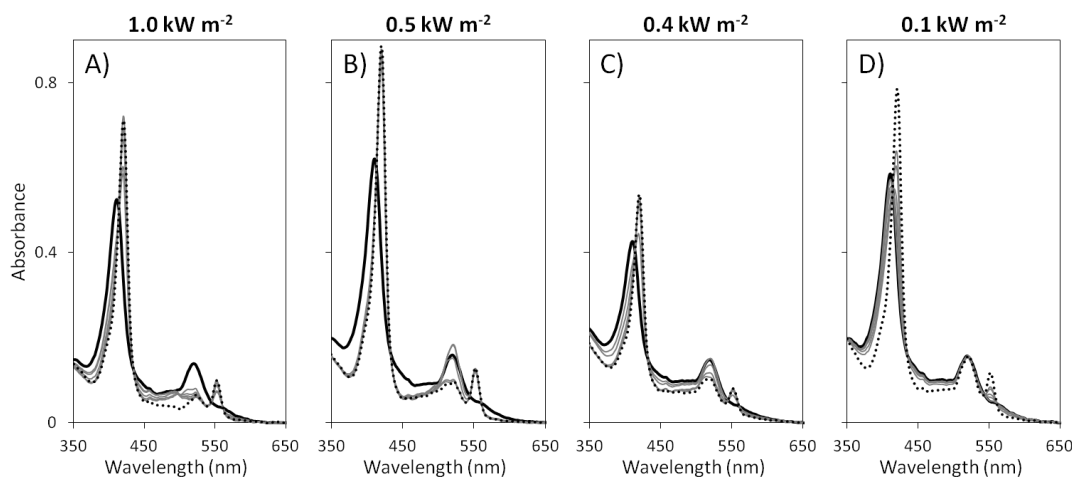 1.0 kW m-2
0.5 kW m-2
0.4 kW m-2
0.1 kW m-2
A)
B)
C)
D)
0.8
0.4
0
Absorbance
350 450 550 650
350 450 550 650
350 450 550 650
350 450 550 650
Wavelength (nm)
Wavelength (nm)
Wavelength (nm)
Wavelength (nm)